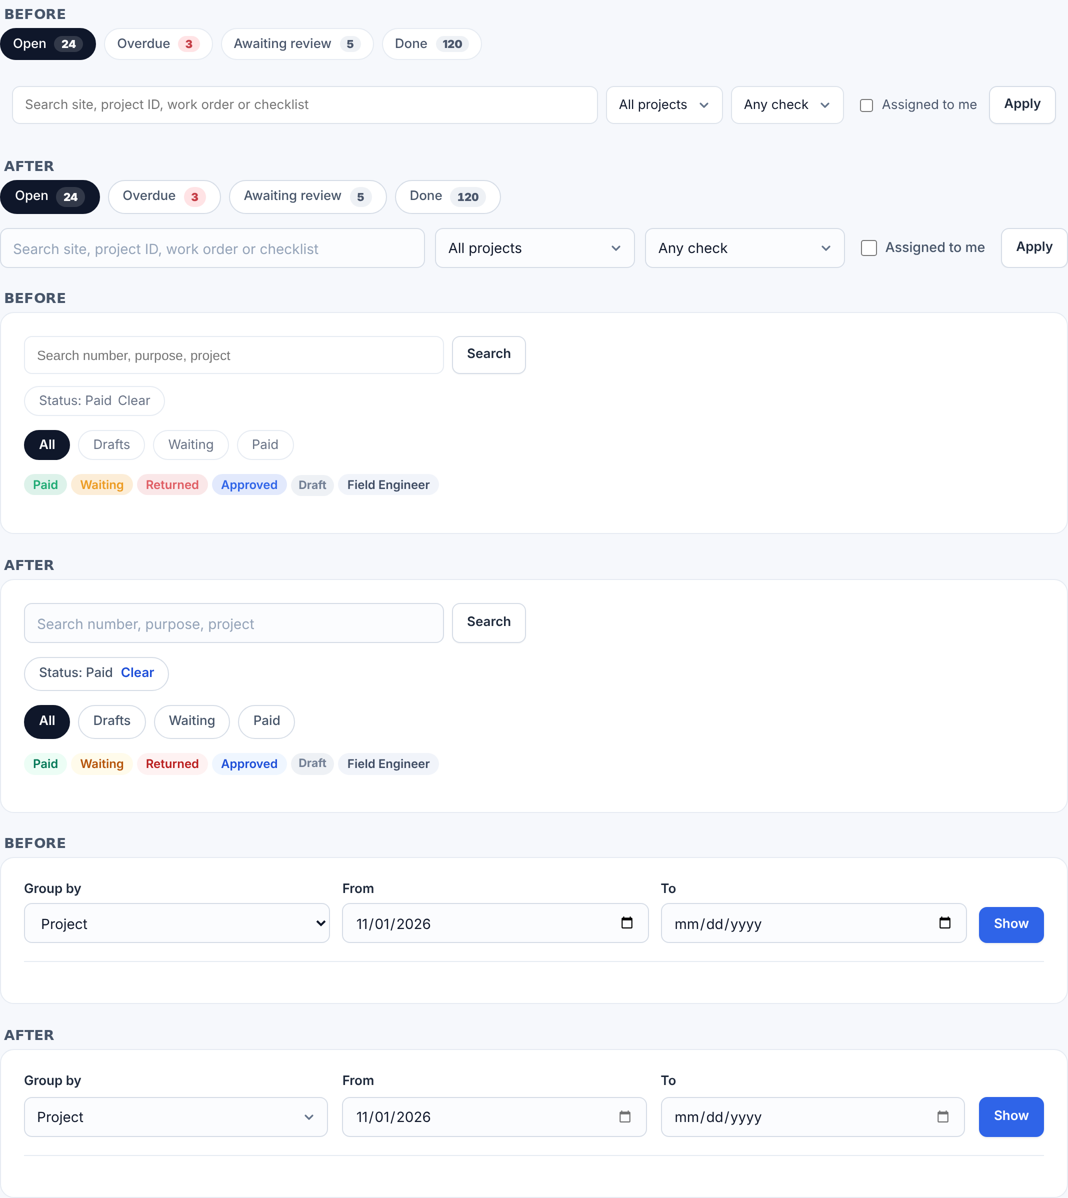 BEFORE
Open 24 Overdue 3 Awaiting review 5 Done 120
Search site, project ID, work order or checklist All projects Any check Assigned to me Apply
AFTER
Open 24 Overdue 3 Awaiting review 5 Done 120
Search site, project ID, work order or checklist All projects Any check Assigned to me Apply
BEFORE
Search number, purpose, project Search
Status: Paid Clear
All Drafts Waiting Paid
Paid Waiting Returned Approved Draft Field Engineer
AFTER
Search number, purpose, project Search
Status: Paid Clear
All Drafts Waiting Paid
Paid Waiting Returned Approved Draft Field Engineer
BEFORE
Group by From To
Project 11/01/2026 mm/dd/yyyy Show
AFTER
Group by From To
Project 11/01/2026 mm/dd/yyyy Show